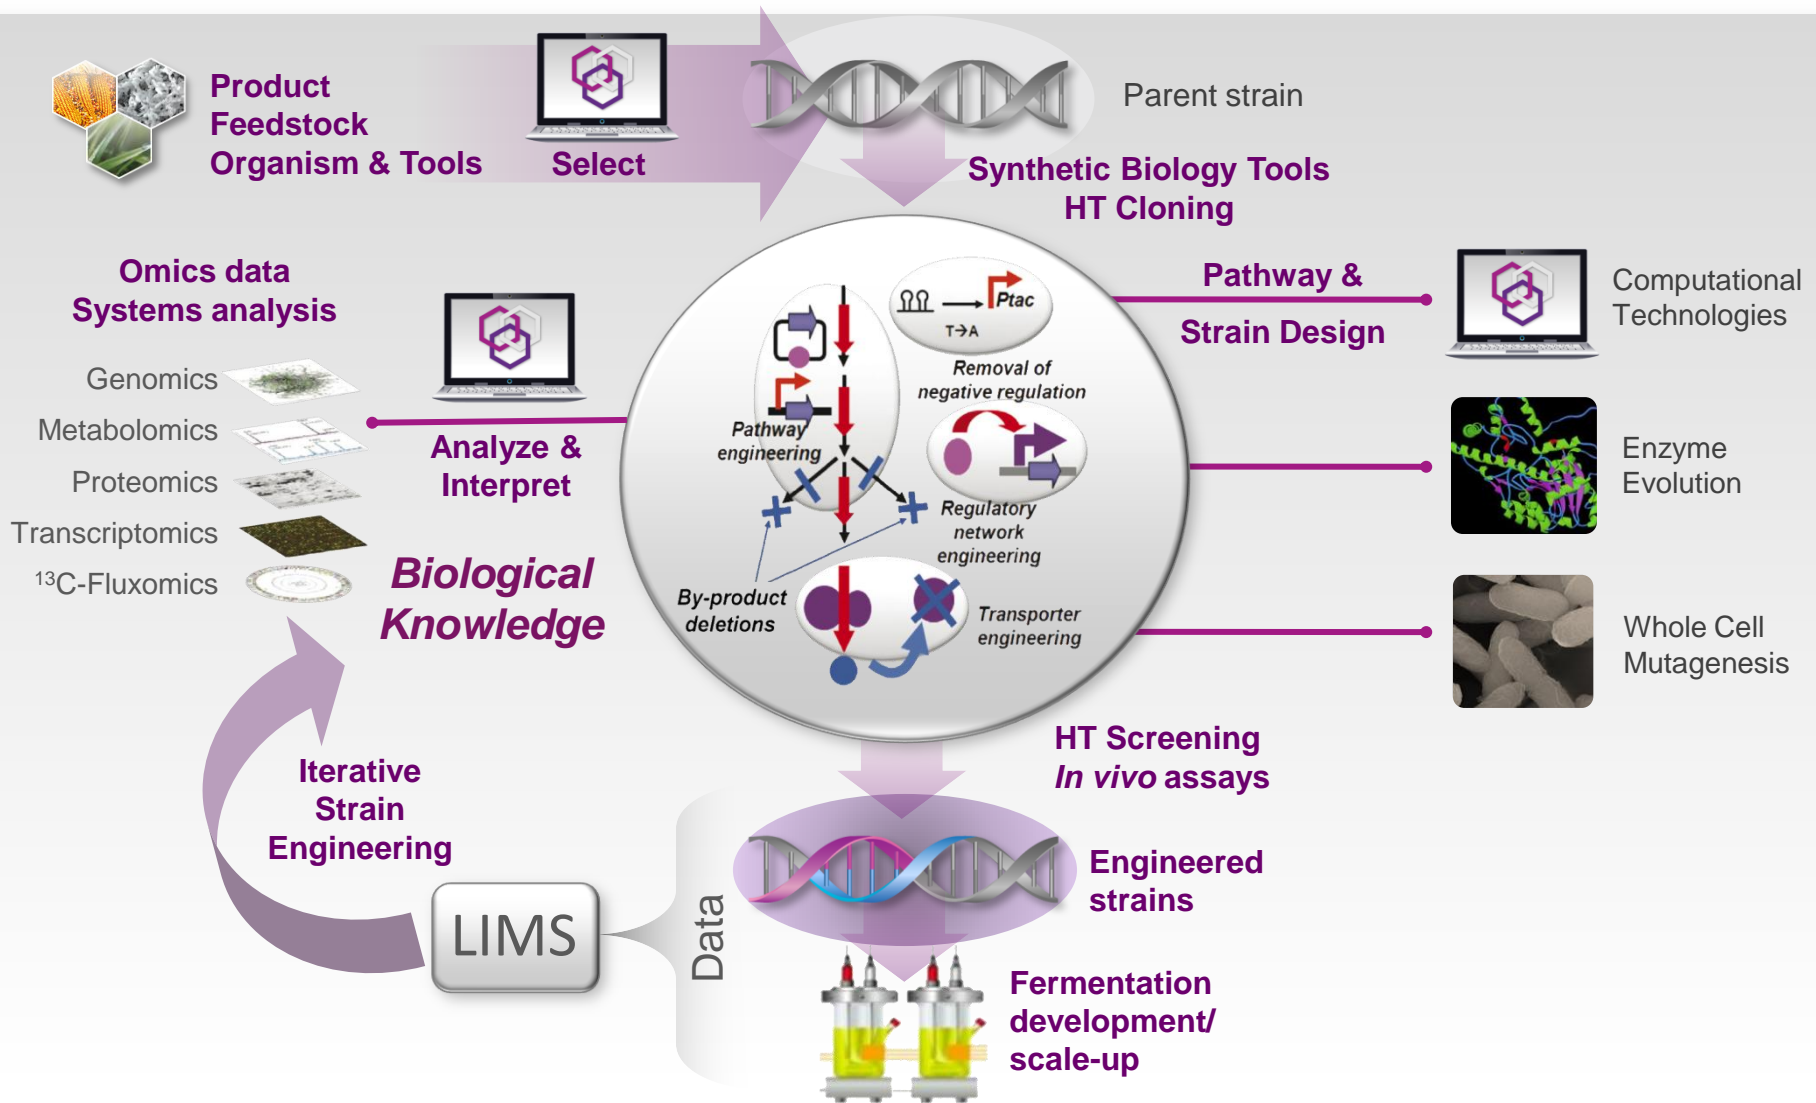 Product
Feedstock
Organism & Tools
Select
Parent strain
Synthetic Biology Tools
HT Cloning
Omics data
Systems analysis
Genomics
Metabolomics
Proteomics
Transcriptomics
¹³C-Fluxomics
Analyze &
Interpret
Biological
Knowledge
Ptac
T→A
Removal of
negative regulation
Pathway
engineering
Regulatory
network
engineering
By-product
deletions
Transporter
engineering
Pathway &
Strain Design
Computational
Technologies
Enzyme
Evolution
Whole Cell
Mutagenesis
HT Screening
In vivo assays
Iterative
Strain
Engineering
LIMS
Data
Engineered
strains
Fermentation
development/
scale-up